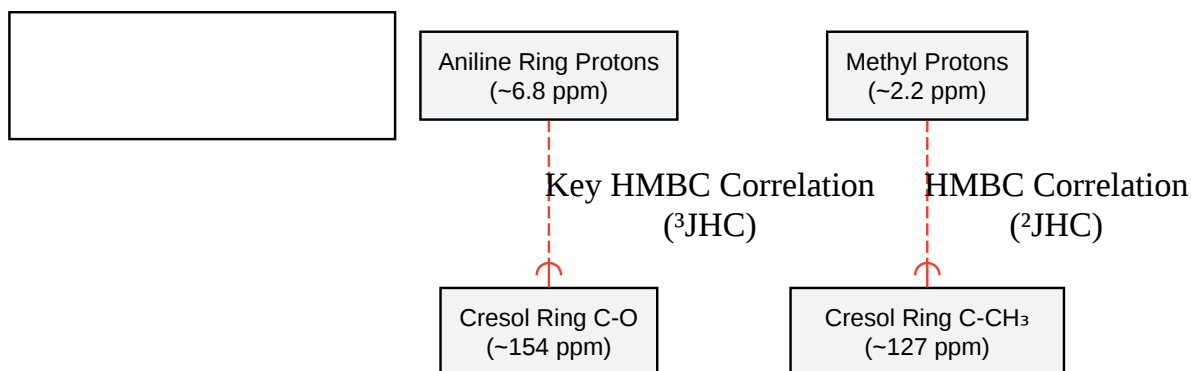 Aniline Ring Protons
(~6.8 ppm)
Methyl Protons
(~2.2 ppm)
Key HMBC Correlation
(³JHC)
HMBC Correlation
(²JHC)
Cresol Ring C-O
(~154 ppm)
Cresol Ring C-CH₃
(~127 ppm)